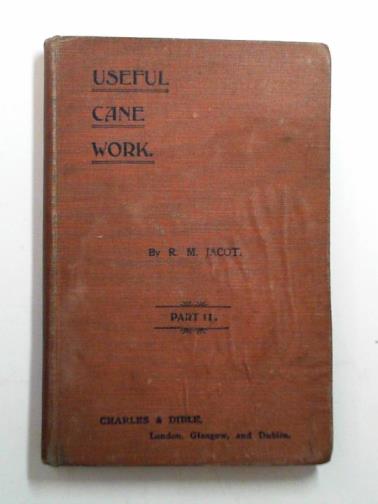 USEFUL
CANE
WORK.
By R. M. JACOT.
PART II.
CHARLES & DIBLE,
London, Glasgow, and Dublin.